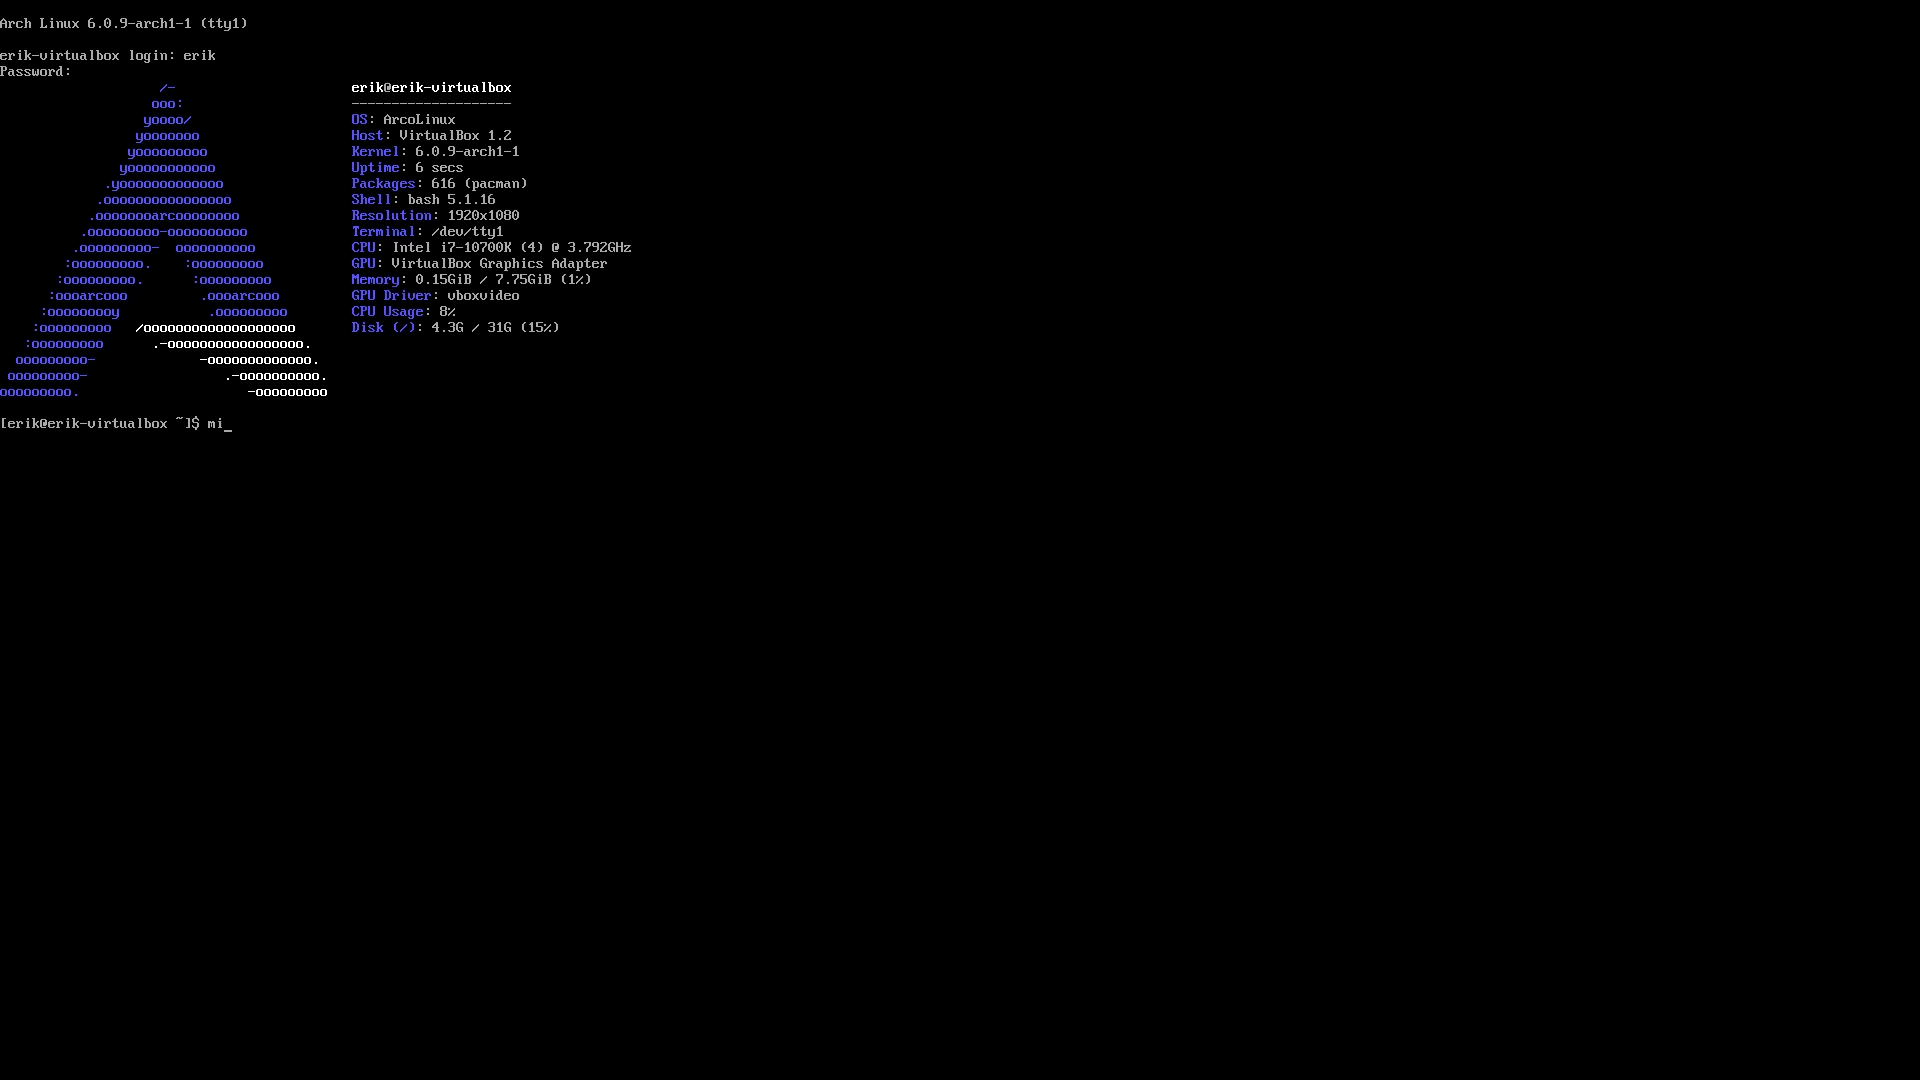 Arch Linux 6.0.9-arch1-1 (tty1)
erik-virtualbox login: erik
Password:
/-
ooo:
yoooo/
yooooooo
yooooooooo
yooooooooooo
.yooooooooooooo
.oooooooooooooooo
.ooooooooarcoooooooo
.ooooooooo-oooooooooo
.ooooooooo-  oooooooooo
:ooooooooo.    :ooooooooo
:ooooooooo.      :ooooooooo
:oooarcooo         .oooarcooo
:ooooooooy           .ooooooooo
:ooooooooo   /ooooooooooooooooooo
:ooooooooo      .-ooooooooooooooooo.
ooooooooo-             -ooooooooooooo.
ooooooooo-                 .-oooooooooo.
ooooooooo.                     -ooooooooo
erik@erik-virtualbox
--------------------
OS: ArcoLinux
Host: VirtualBox 1.2
Kernel: 6.0.9-arch1-1
Uptime: 6 secs
Packages: 616 (pacman)
Shell: bash 5.1.16
Resolution: 1920x1080
Terminal: /dev/tty1
CPU: Intel i7-10700K (4) @ 3.792GHz
GPU: VirtualBox Graphics Adapter
Memory: 0.15GiB / 7.75GiB (1%)
GPU Driver: vboxvideo
CPU Usage: 8%
Disk (/): 4.3G / 31G (15%)
[erik@erik-virtualbox ~]$ mi_